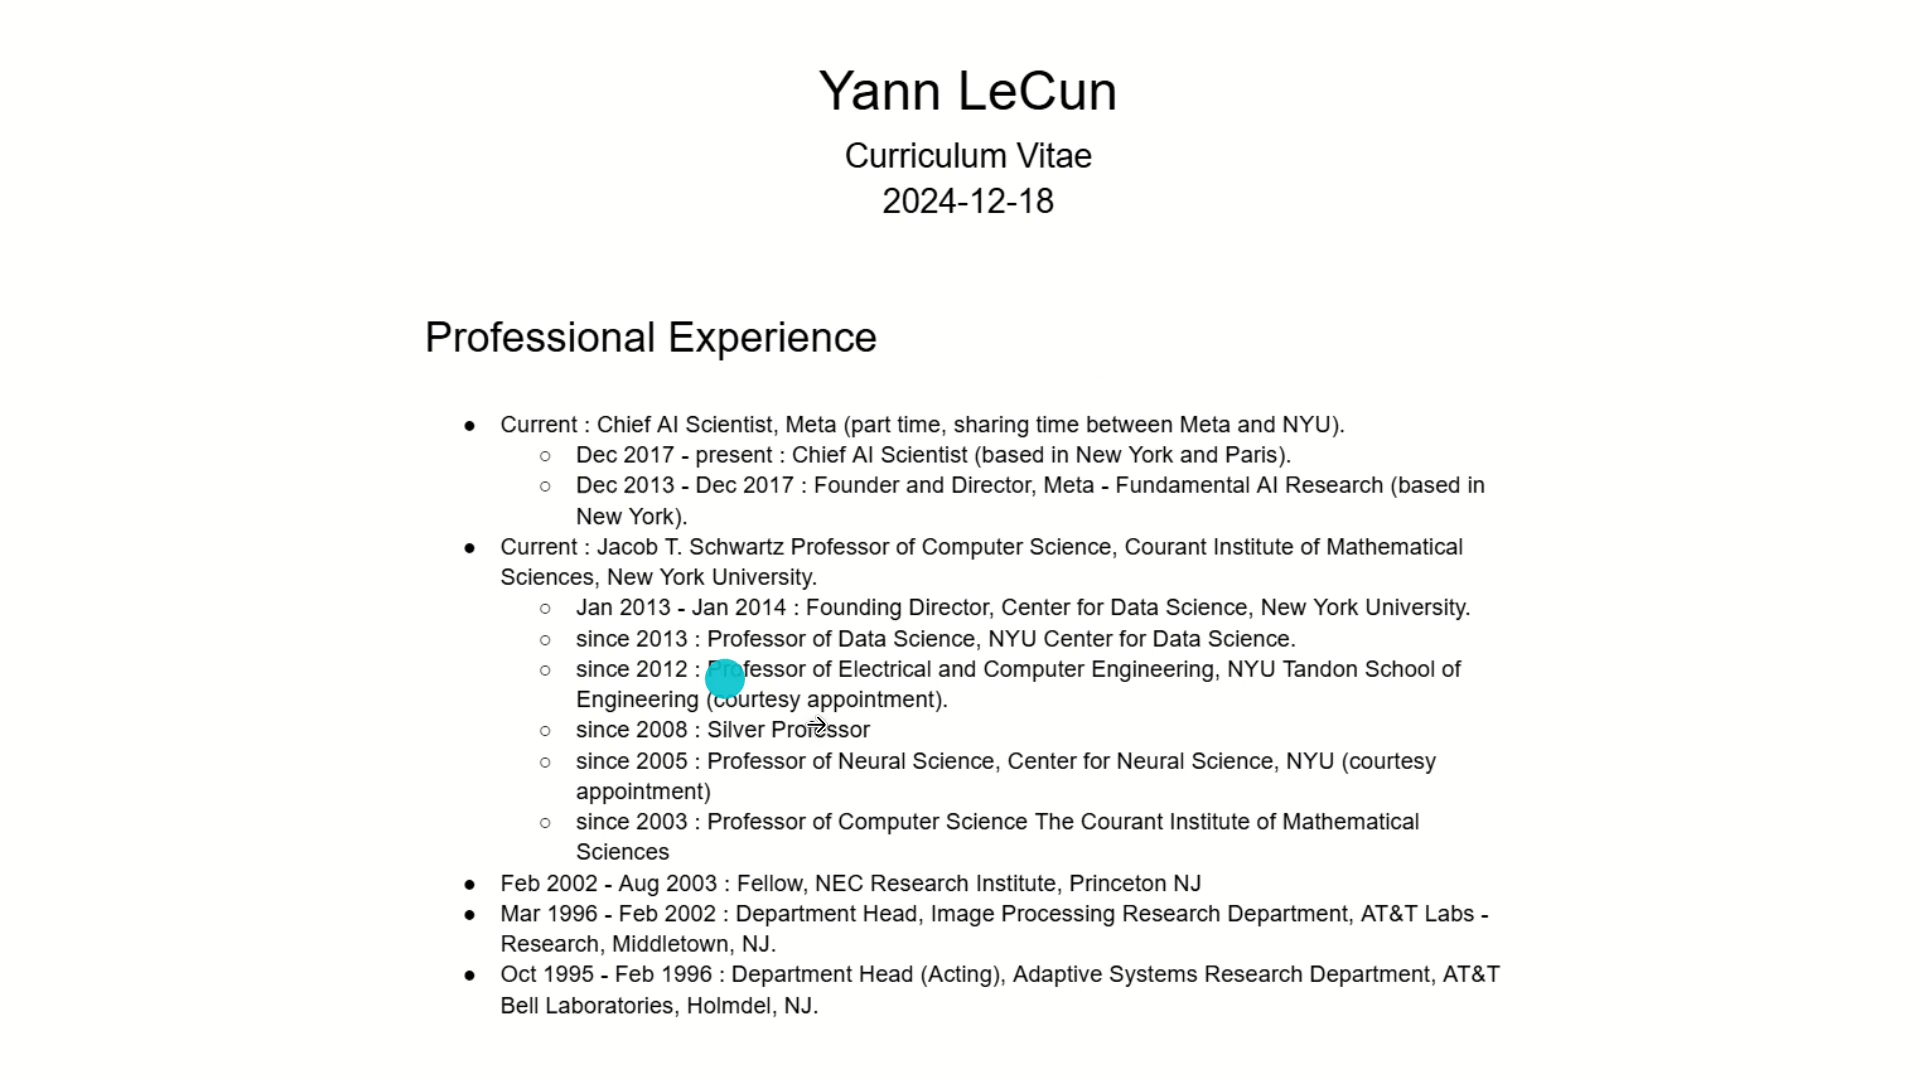 Yann LeCun
Curriculum Vitae
2024-12-18
Professional Experience
● Current : Chief AI Scientist, Meta (part time, sharing time between Meta and NYU).
○ Dec 2017 - present : Chief AI Scientist (based in New York and Paris).
○ Dec 2013 - Dec 2017 : Founder and Director, Meta - Fundamental AI Research (based in
New York).
● Current : Jacob T. Schwartz Professor of Computer Science, Courant Institute of Mathematical
Sciences, New York University.
○ Jan 2013 - Jan 2014 : Founding Director, Center for Data Science, New York University.
○ since 2013 : Professor of Data Science, NYU Center for Data Science.
○ since 2012 : Professor of Electrical and Computer Engineering, NYU Tandon School of
Engineering (courtesy appointment).
○ since 2008 : Silver Professor
○ since 2005 : Professor of Neural Science, Center for Neural Science, NYU (courtesy
appointment)
○ since 2003 : Professor of Computer Science The Courant Institute of Mathematical
Sciences
● Feb 2002 - Aug 2003 : Fellow, NEC Research Institute, Princeton NJ
● Mar 1996 - Feb 2002 : Department Head, Image Processing Research Department, AT&T Labs -
Research, Middletown, NJ.
● Oct 1995 - Feb 1996 : Department Head (Acting), Adaptive Systems Research Department, AT&T
Bell Laboratories, Holmdel, NJ.